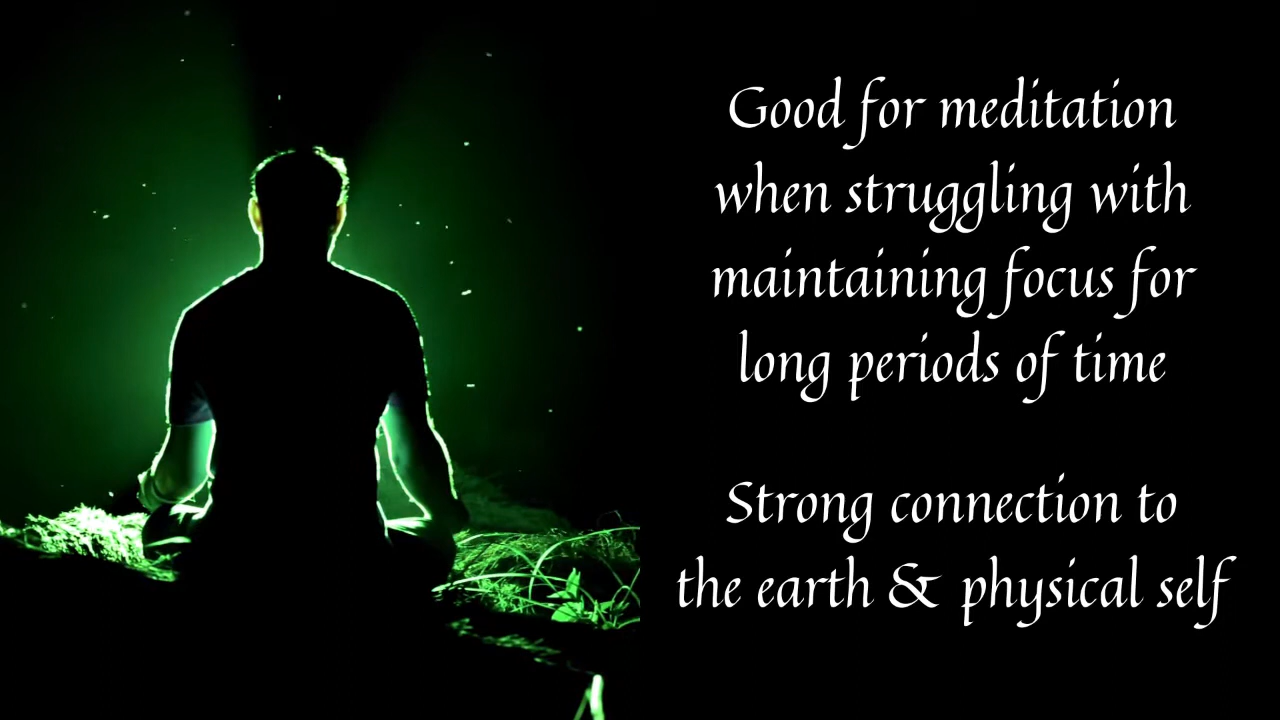 Good for meditation
when struggling with
maintaining focus for
long periods of time
Strong connection to
the earth & physical self